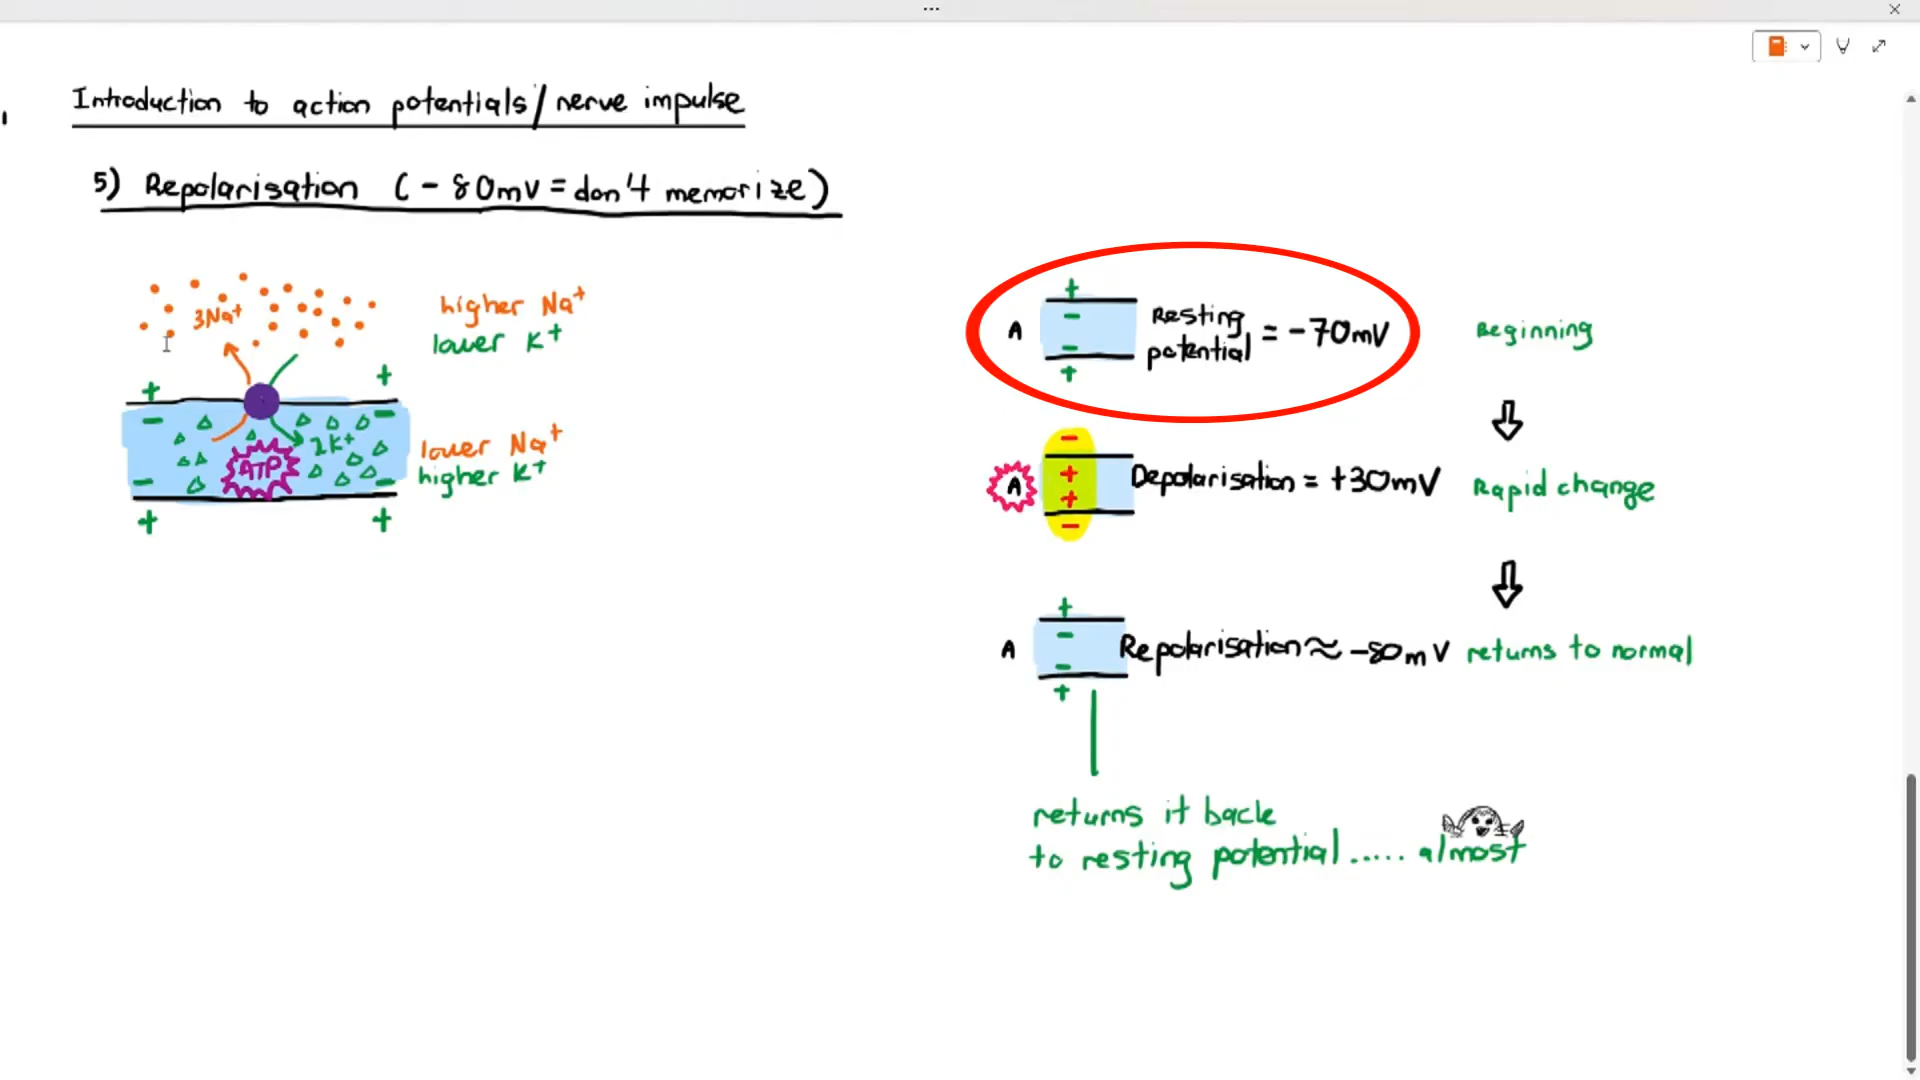 Introduction to action potentials/nerve impulse
5) Repolarisation (-80mV = don't memorize)
3Na+
higher Na+
lower K+
2K+
ATP
lower Na+
higher K+
A
Resting potential = -70mV
Beginning
A
Depolarisation = +30mV
Rapid change
A
Repolarisation ≈ -80mV
returns to normal
returns it back
to resting potential ..... almost